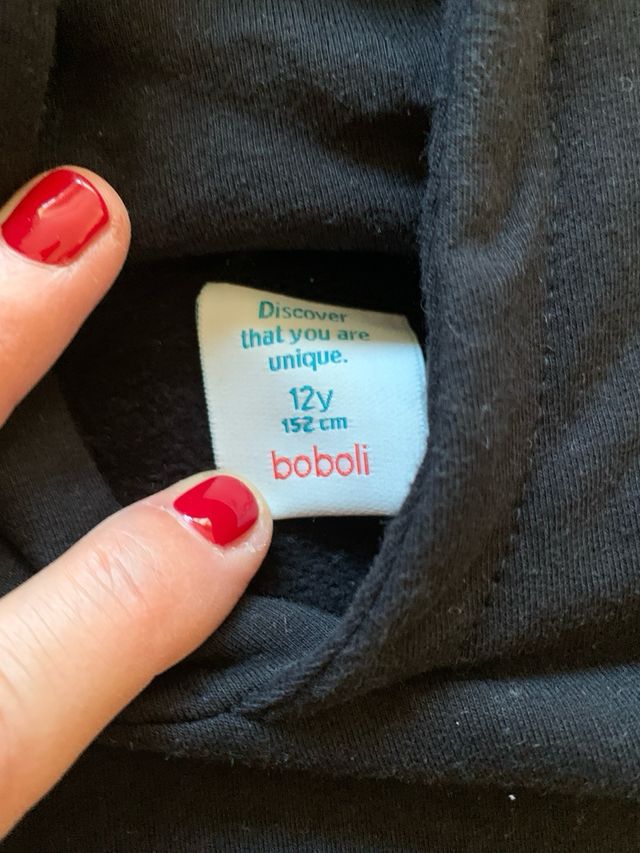 Discover
that you are
unique.
12y
152 cm
boboli